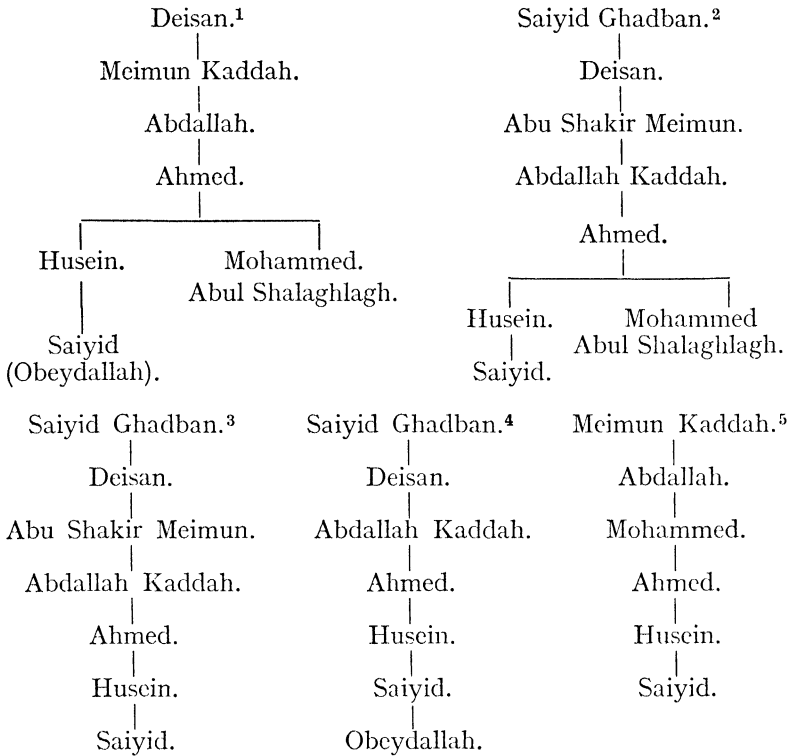 Deisan.¹
Meimun Kaddah.
Abdallah.
Ahmed.
Husein.
Mohammed.
Abul Shalaghlagh.
Saiyid
(Obeydallah).
Saiyid Ghadban.²
Deisan.
Abu Shakir Meimun.
Abdallah Kaddah.
Ahmed.
Husein.
Mohammed
Abul Shalaghlagh.
Saiyid.
Saiyid Ghadban.³
Deisan.
Abu Shakir Meimun.
Abdallah Kaddah.
Ahmed.
Husein.
Saiyid.
Saiyid Ghadban.⁴
Deisan.
Abdallah Kaddah.
Ahmed.
Husein.
Saiyid.
Obeydallah.
Meimun Kaddah.⁵
Abdallah.
Mohammed.
Ahmed.
Husein.
Saiyid.